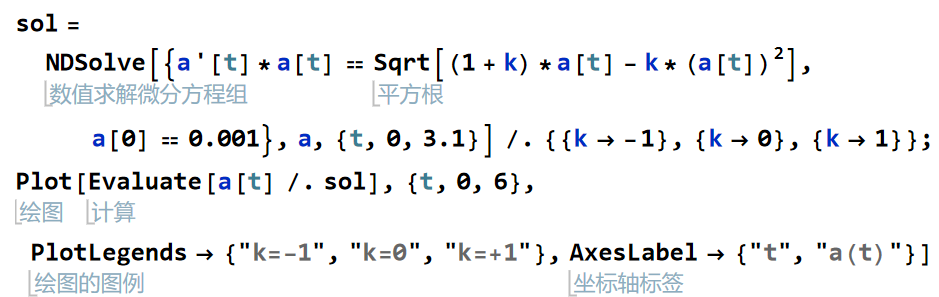 sol =
NDSolve[{a'[t] * a[t] == Sqrt[(1 + k) * a[t] - k * (a[t])^2],
数值求解微分方程组 平方根
a[0] == 0.001}, a, {t, 0, 3.1}] /. {{k → -1}, {k → 0}, {k → 1}};
Plot[Evaluate[a[t] /. sol], {t, 0, 6},
绘图 计算
PlotLegends → {"k=-1", "k=0", "k=+1"}, AxesLabel → {"t", "a(t)"}]
绘图的图例 坐标轴标签